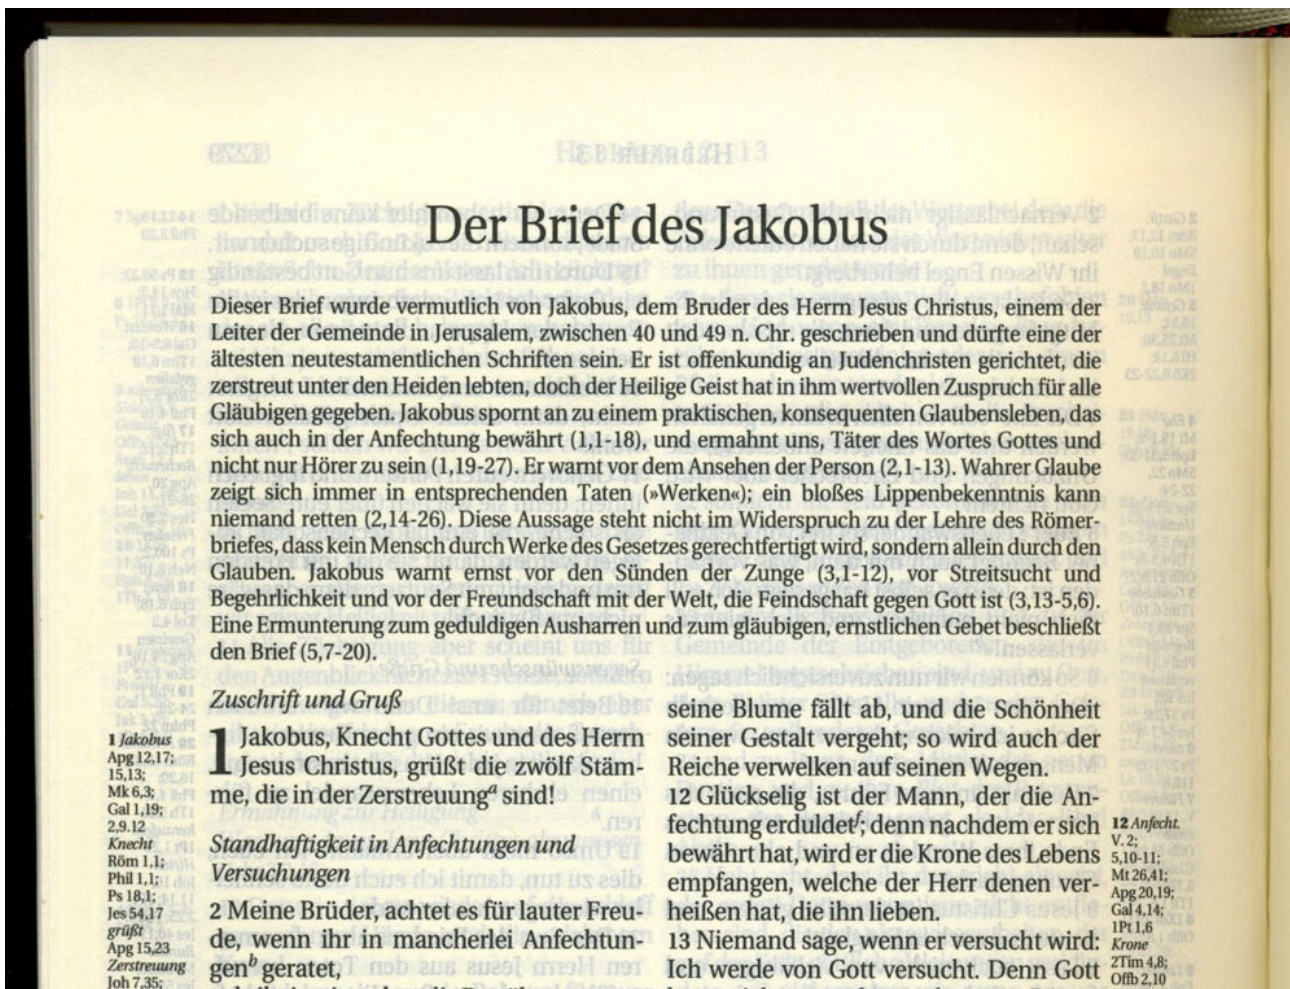 Der Brief des Jakobus
Dieser Brief wurde vermutlich von Jakobus, dem Bruder des Herrn Jesus Christus, einem der
Leiter der Gemeinde in Jerusalem, zwischen 40 und 49 n. Chr. geschrieben und dürfte eine der
ältesten neutestamentlichen Schriften sein. Er ist offenkundig an Judenchristen gerichtet, die
zerstreut unter den Heiden lebten, doch der Heilige Geist hat in ihm wertvollen Zuspruch für alle
Gläubigen gegeben. Jakobus spornt an zu einem praktischen, konsequenten Glaubensleben, das
sich auch in der Anfechtung bewährt (1,1-18), und ermahnt uns, Täter des Wortes Gottes und
nicht nur Hörer zu sein (1,19-27). Er warnt vor dem Ansehen der Person (2,1-13). Wahrer Glaube
zeigt sich immer in entsprechenden Taten (»Werken«); ein bloßes Lippenbekenntnis kann
niemand retten (2,14-26). Diese Aussage steht nicht im Widerspruch zu der Lehre des Römer-
briefes, dass kein Mensch durch Werke des Gesetzes gerechtfertigt wird, sondern allein durch den
Glauben. Jakobus warnt ernst vor den Sünden der Zunge (3,1-12), vor Streitsucht und
Begehrlichkeit und vor der Freundschaft mit der Welt, die Feindschaft gegen Gott ist (3,13-5,6).
Eine Ermunterung zum geduldigen Ausharren und zum gläubigen, ernstlichen Gebet beschließt
den Brief (5,7-20).
Zuschrift und Gruß
1 Jakobus, Knecht Gottes und des Herrn
Jesus Christus, grüßt die zwölf Stäm-
me, die in der Zerstreuung a sind!
Standhaftigkeit in Anfechtungen und
Versuchungen
2 Meine Brüder, achtet es für lauter Freu-
de, wenn ihr in mancherlei Anfechtun-
gen b geratet,
1 Jakobus
Apg 12,17;
15,13;
Mk 6,3;
Gal 1,19;
2,9.12
Knecht
Röm 1,1;
Phil 1,1;
Ps 18,1;
Jes 54,17
grüßt
Apg 15,23
Zerstreuung
Joh 7,35;
seine Blume fällt ab, und die Schönheit
seiner Gestalt vergeht; so wird auch der
Reiche verwelken auf seinen Wegen.
12 Glückselig ist der Mann, der die An-
fechtung erduldet; denn nachdem er sich
bewährt hat, wird er die Krone des Lebens
empfangen, welche der Herr denen ver-
heißen hat, die ihn lieben.
13 Niemand sage, wenn er versucht wird:
Ich werde von Gott versucht. Denn Gott
12 Anfecht.
V. 2;
5,10-11;
Mt 26,41;
Apg 20,19;
Gal 4,14;
1Pt 1,6
Krone
2Tim 4,8;
Offb 2,10